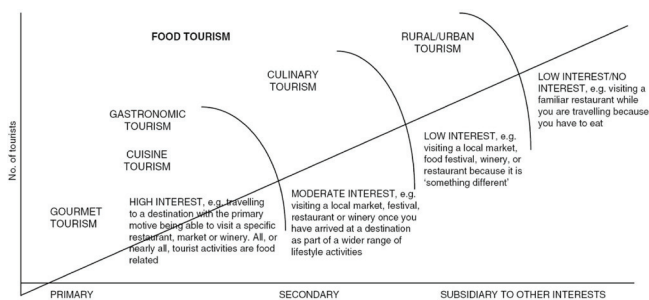 FOOD TOURISM
RURAL/URBAN
TOURISM
CULINARY
TOURISM
LOW INTEREST/NO
INTEREST, e.g. visiting a
familiar restaurant while
you are travelling because
you have to eat
GASTRONOMIC
TOURISM
No. of tourists
LOW INTEREST, e.g.
visiting a local market,
food festival, winery, or
restaurant because it is
‘something different’
CUISINE
TOURISM
MODERATE INTEREST, e.g.
visiting a local market, festival,
restaurant or winery once you
have arrived at a destination
as part of a wider range of
lifestyle activities
HIGH INTEREST, e.g. travelling
to a destination with the primary
motive being able to visit a specific
restaurant, market or winery. All, or
nearly all, tourist activities are food
related
GOURMET
TOURISM
PRIMARY
SECONDARY
SUBSIDIARY TO OTHER INTERESTS